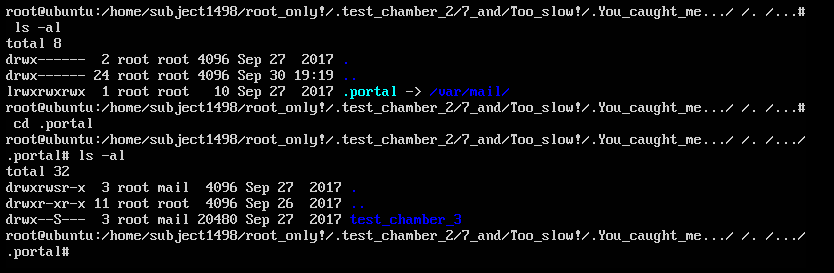 root@ubuntu:/home/subject1498/root_only!/.test_chamber_2/7_and/Too_slow!/.You_caught_me.../ /. /...#
 ls -al
total 8
drwx------  2 root root 4096 Sep 27  2017 .
drwx------ 24 root root 4096 Sep 30 19:19 ..
lrwxrwxrwx  1 root root   10 Sep 27  2017 .portal -> /var/mail/
root@ubuntu:/home/subject1498/root_only!/.test_chamber_2/7_and/Too_slow!/.You_caught_me.../ /. /...#
 cd .portal
root@ubuntu:/home/subject1498/root_only!/.test_chamber_2/7_and/Too_slow!/.You_caught_me.../ /. /.../
.portal# ls -al
total 32
drwxrwsr-x  3 root mail  4096 Sep 27  2017 .
drwxr-xr-x 11 root root  4096 Sep 26  2017 ..
drwx--S---  3 root mail 20480 Sep 27  2017 test_chamber_3
root@ubuntu:/home/subject1498/root_only!/.test_chamber_2/7_and/Too_slow!/.You_caught_me.../ /. /.../
.portal#